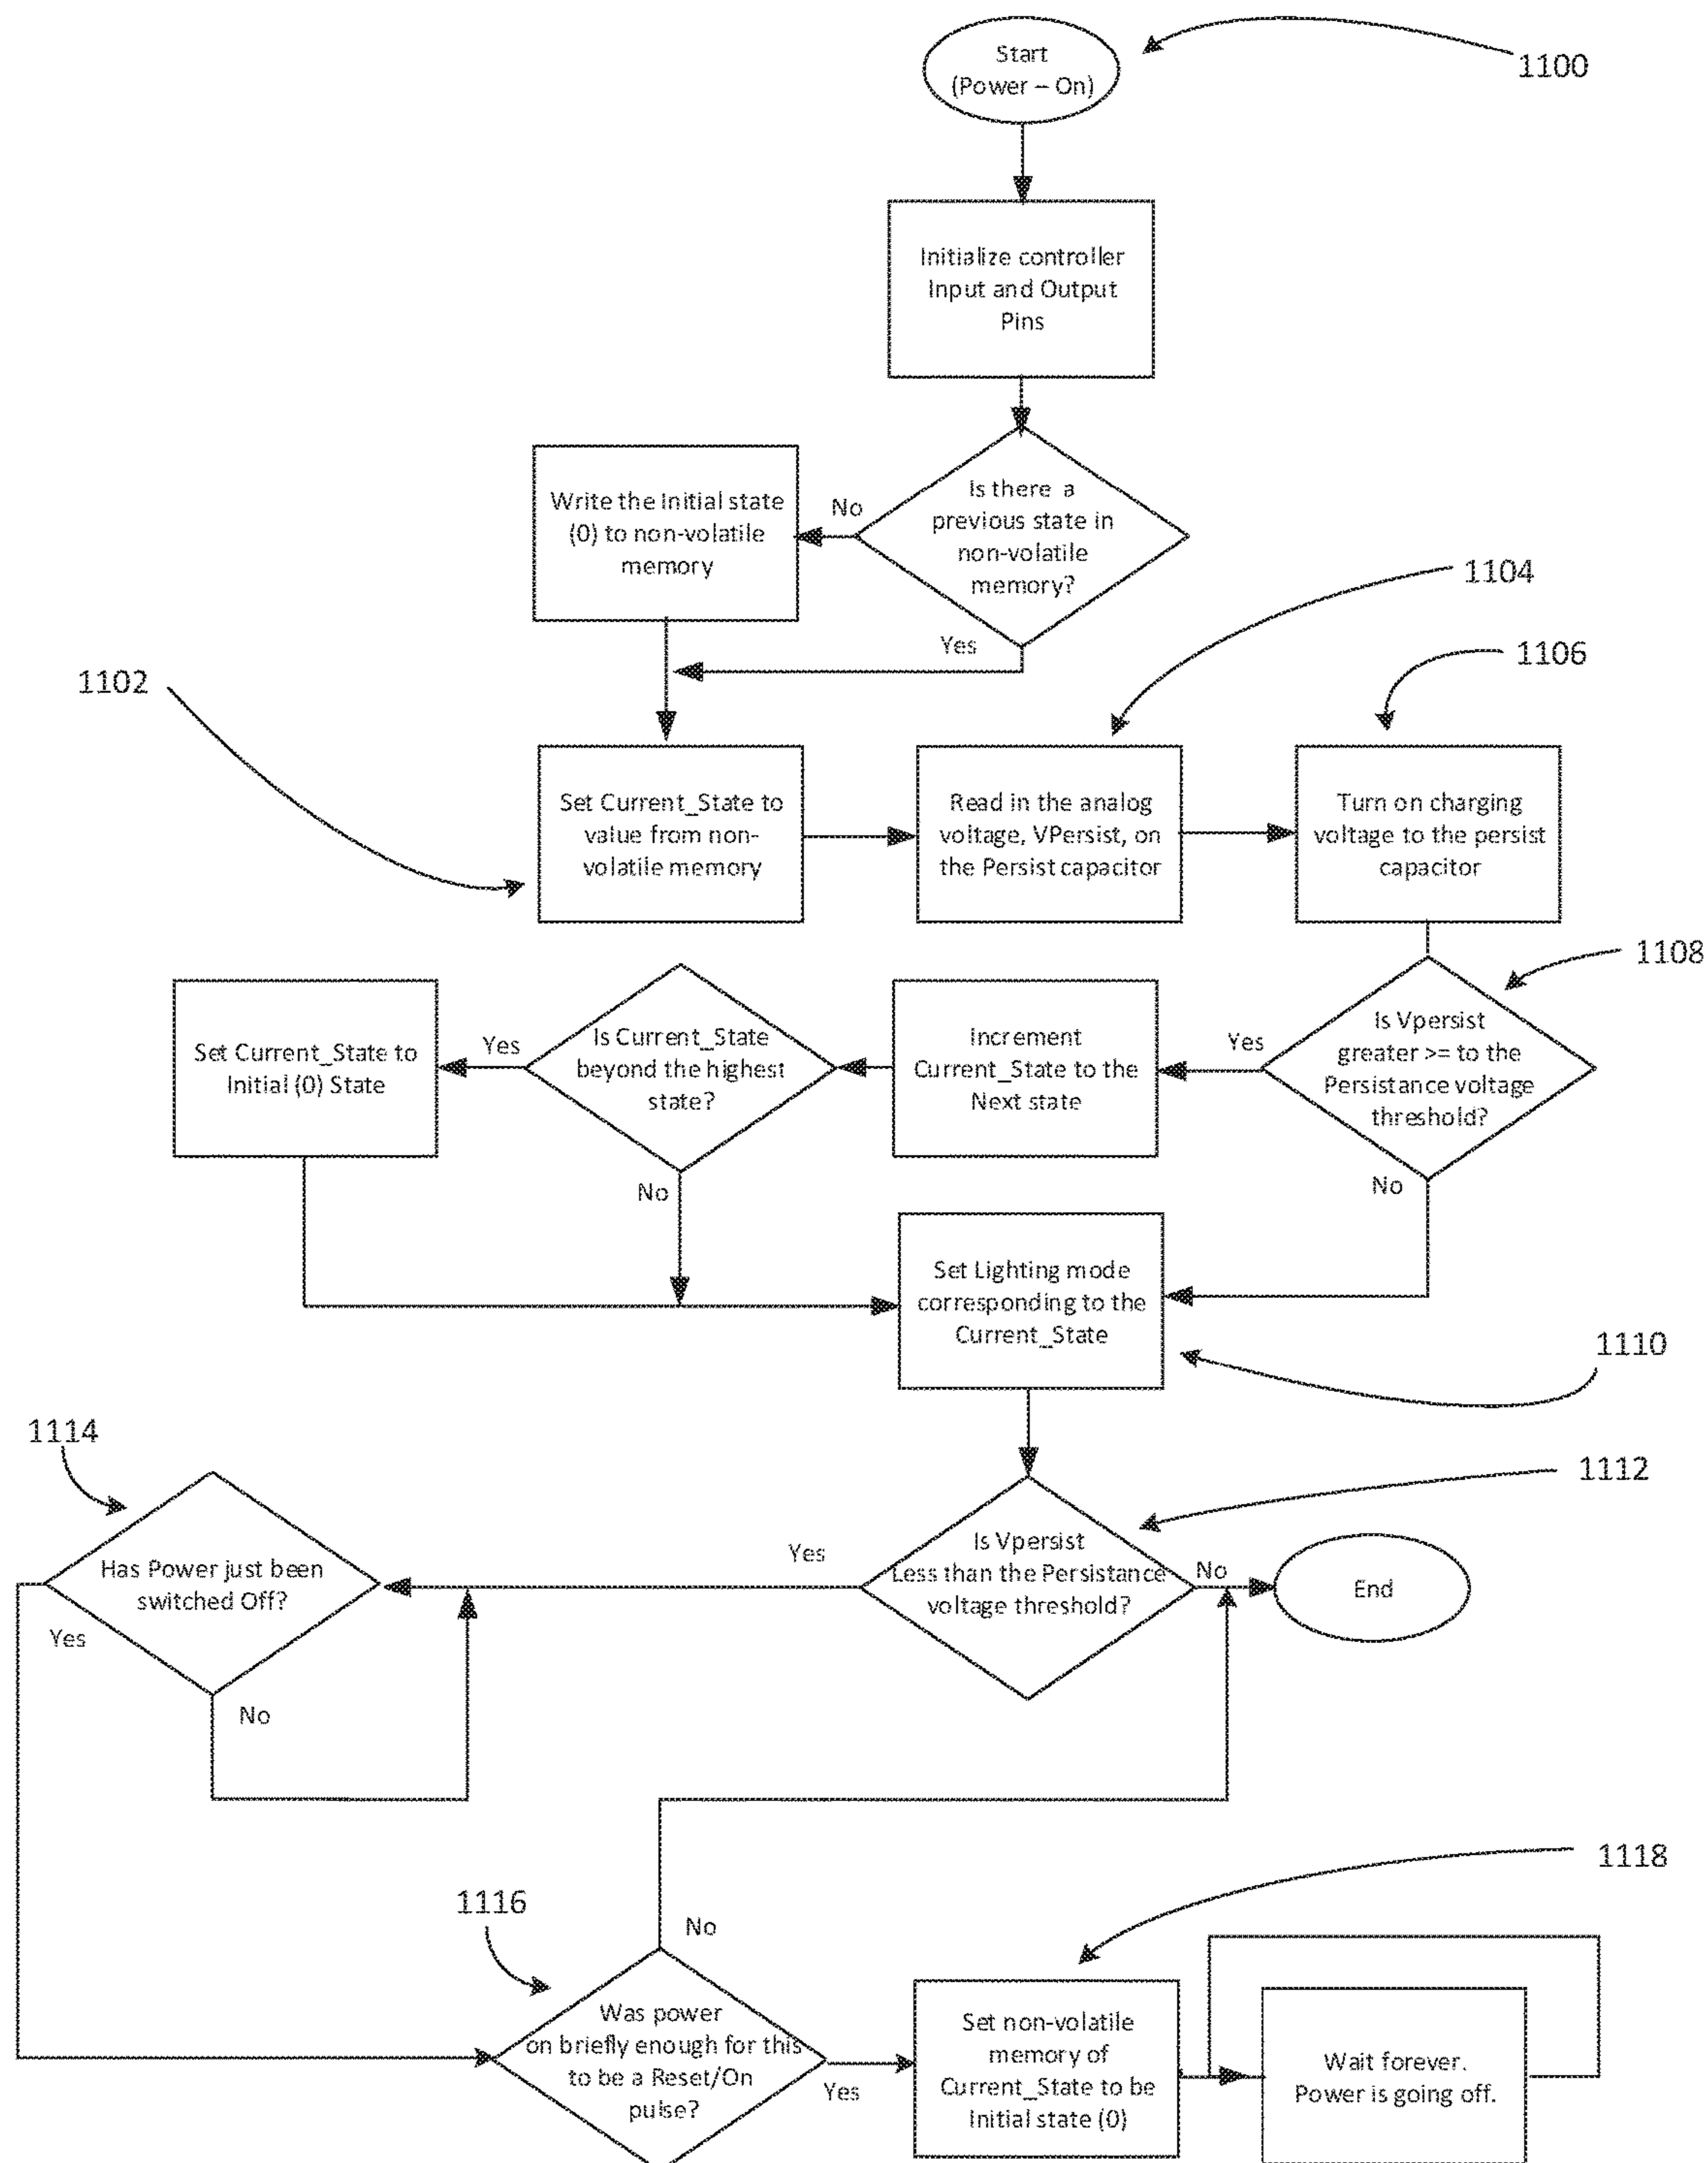 Start
(Power – On)
1100
Initialize controller
Input and Output
Pins
Write the Initial state
(0) to non-volatile
memory
No
Is there a
previous state in
non-volatile
memory?
Yes
1104
1106
1102
Set Current_State to
value from non-
volatile memory
Read in the analog
voltage, VPersist, on
the Persist capacitor
Turn on charging
voltage to the persist
capacitor
1108
Set Current_State to
Initial (0) State
Yes
Is Current_State
beyond the highest
state?
No
Increment
Current_State to the
Next state
Yes
Is Vpersist
greater >= to the
Persistance voltage
threshold?
No
Set Lighting mode
corresponding to the
Current_State
1110
1114
1112
Has Power just been
switched Off?
Yes
No
Yes
Is Vpersist
Less than the Persistance
voltage threshold?
No
End
1118
1116
No
Was power
on briefly enough for this
to be a Reset/On
pulse?
Yes
Set non-volatile
memory of
Current_State to be
Initial state (0)
Wait forever.
Power is going off.